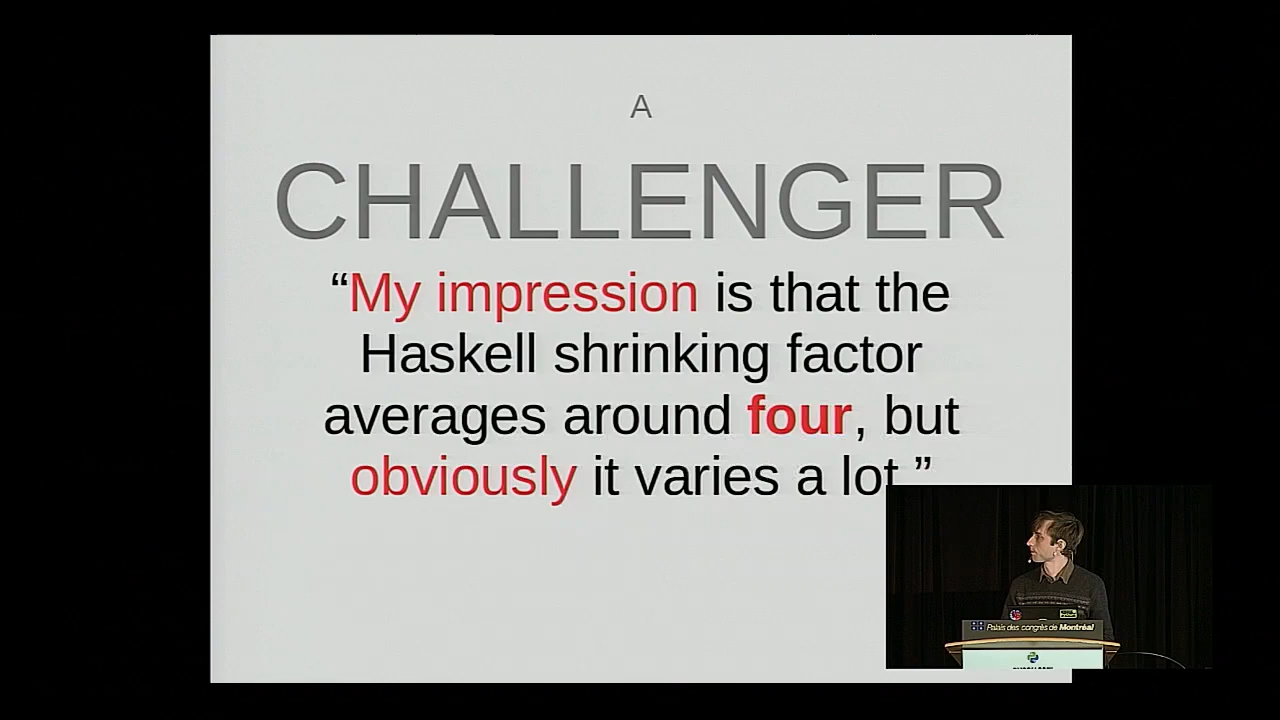 A
CHALLENGER
“My impression is that the
Haskell shrinking factor
averages around four, but
obviously it varies a lot.”
Palais des congrès de Montréal